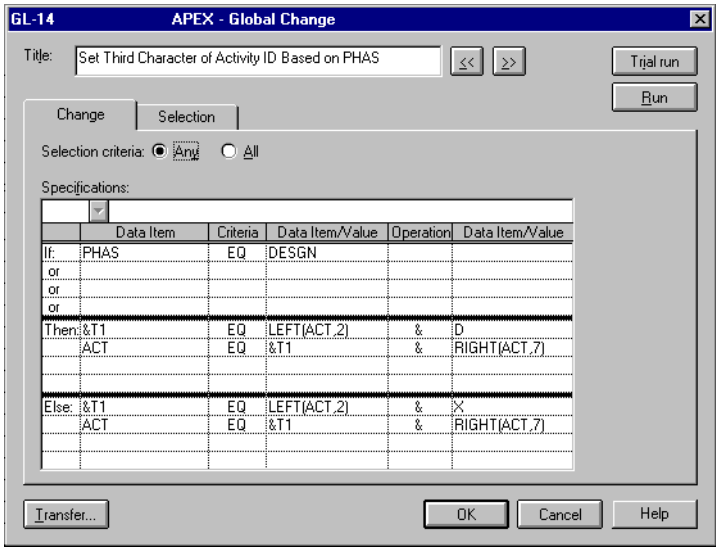 GL-14 APEX - Global Change
Title: Set Third Character of Activity ID Based on PHAS << >> Trial run
Run
Change Selection
Selection criteria: Any All
Specifications:
Data Item Criteria Data Item/Value Operation Data Item/Value
If: PHAS EQ DESGN
or
or
or
Then: &T1 EQ LEFT(ACT,2) & D
ACT EQ &T1 & RIGHT(ACT,7)
Else: &T1 EQ LEFT(ACT,2) & X
ACT EQ &T1 & RIGHT(ACT,7)
Transfer... OK Cancel Help